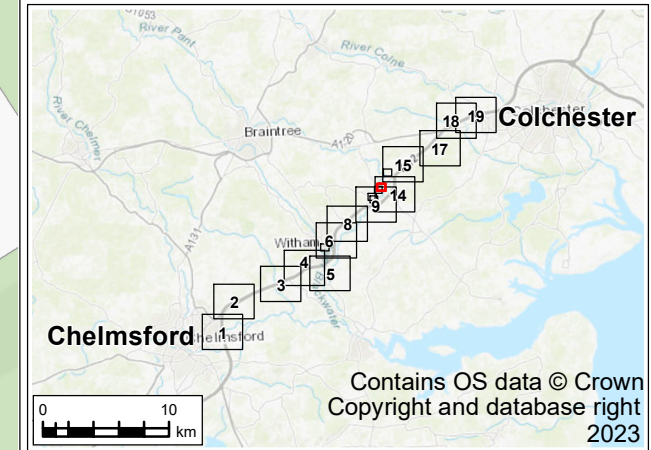 A1053
River Pant
River Colne
River Chelmer
Colchester
Braintree
A120
18
19
Colchester
17
15
14
9
A131
8
Witham
6
4
5
3
2
Blackwater
1
Chelmsford
Chelmsford
Contains OS data © Crown
Copyright and database right
2023
0 10
km